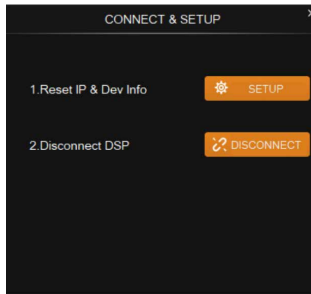 CONNECT & SETUP
1.Reset IP & Dev Info
SETUP
2.Disconnect DSP
DISCONNECT